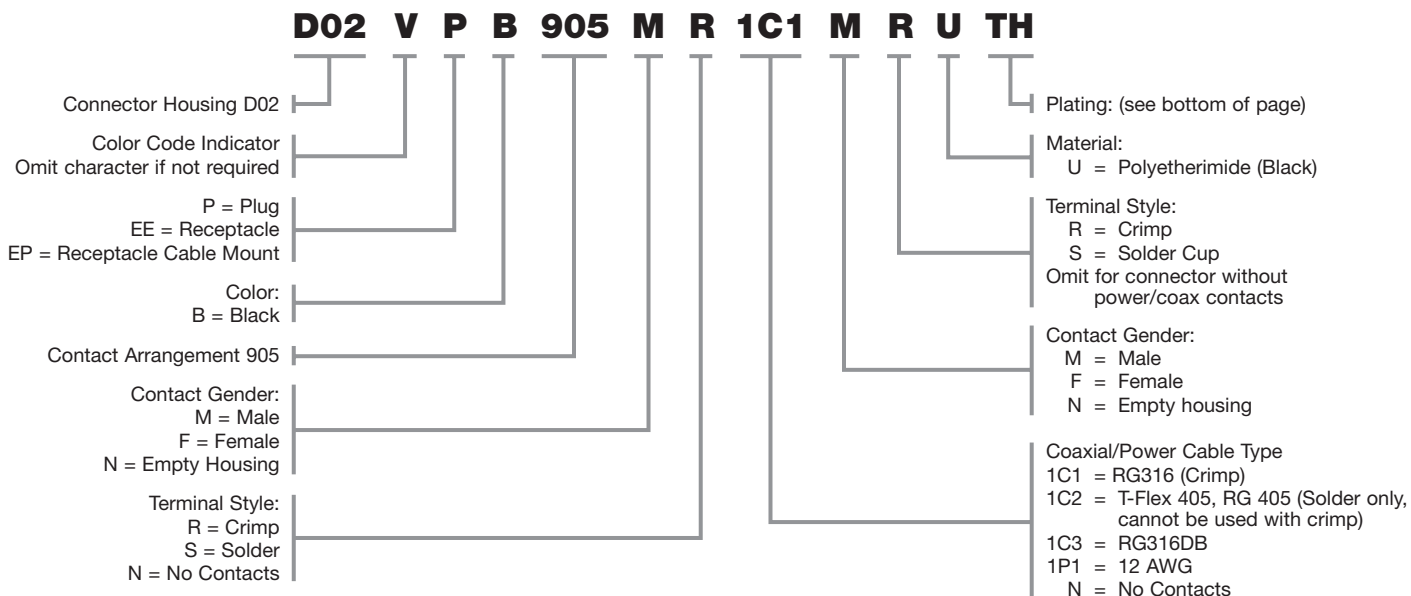 D02 V P B 905 M R 1C1 M R U TH
Connector Housing D02
Color Code Indicator
Omit character if not required
P = Plug
EE = Receptacle
EP = Receptacle Cable Mount
Color:
B = Black
Contact Arrangement 905
Contact Gender:
M = Male
F = Female
N = Empty Housing
Terminal Style:
R = Crimp
S = Solder
N = No Contacts
Plating: (see bottom of page)
Material:
U = Polyetherimide (Black)
Terminal Style:
R = Crimp
S = Solder Cup
Omit for connector without
power/coax contacts
Contact Gender:
M = Male
F = Female
N = Empty housing
Coaxial/Power Cable Type
1C1 = RG316 (Crimp)
1C2 = T-Flex 405, RG 405 (Solder only,
cannot be used with crimp)
1C3 = RG316DB
1P1 = 12 AWG
N = No Contacts